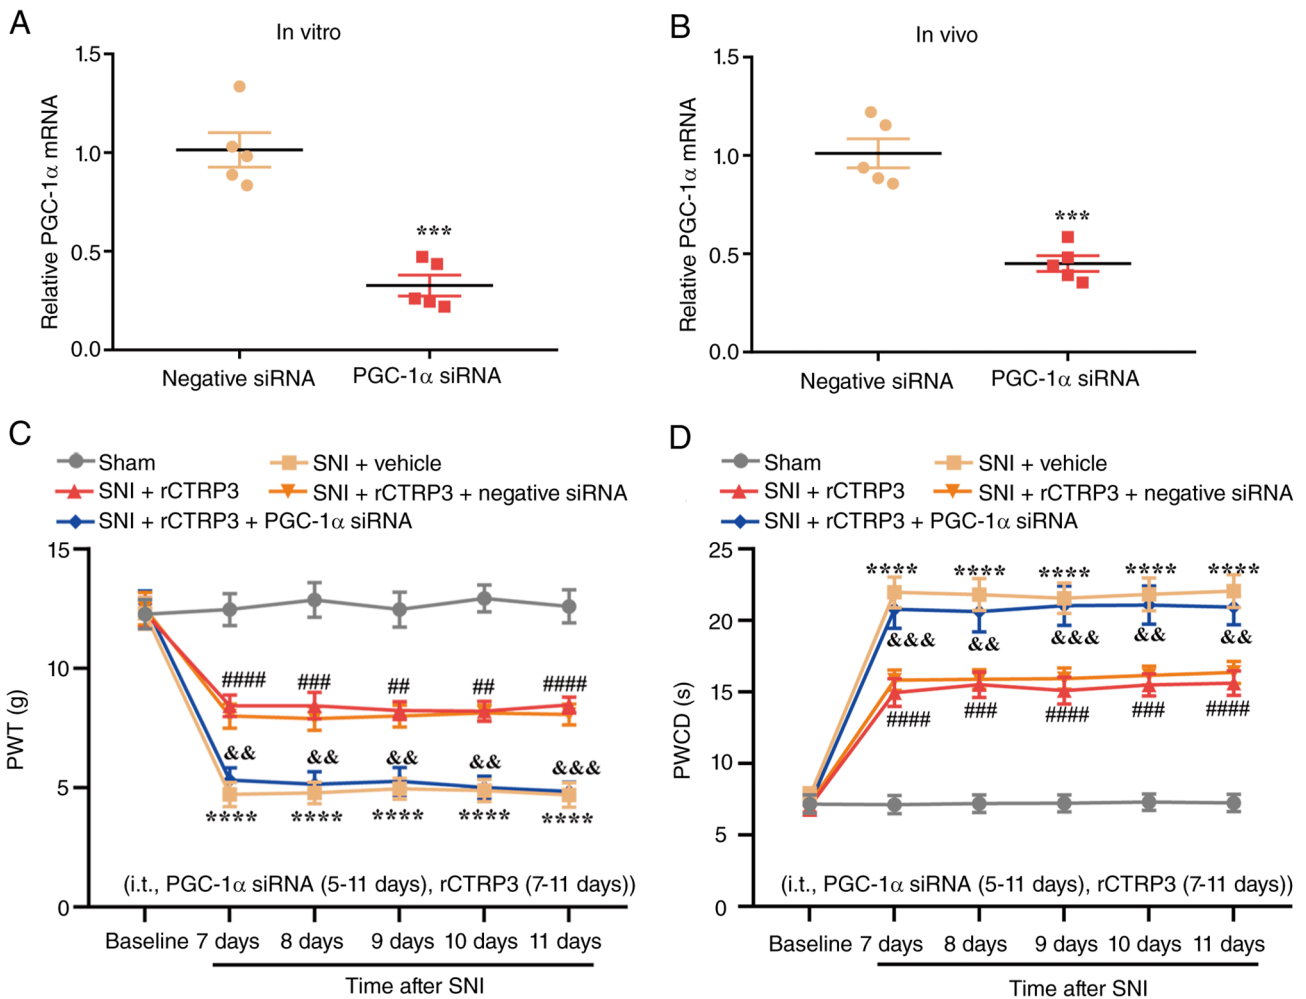 A
In vitro
Relative PGC-1α mRNA
1.5
1.0
0.5
0.0
***
Negative siRNA
PGC-1α siRNA
B
In vivo
Relative PGC-1α mRNA
1.5
1.0
0.5
0.0
***
Negative siRNA
PGC-1α siRNA
C
Sham
SNI + vehicle
SNI + rCTRP3
SNI + rCTRP3 + negative siRNA
SNI + rCTRP3 + PGC-1α siRNA
PWT (g)
15
10
5
0
#### ### ## ## ####
&& && && && &&&
**** **** **** **** ****
(i.t., PGC-1α siRNA (5-11 days), rCTRP3 (7-11 days))
Baseline 7 days 8 days 9 days 10 days 11 days
Time after SNI
D
Sham
SNI + vehicle
SNI + rCTRP3
SNI + rCTRP3 + negative siRNA
SNI + rCTRP3 + PGC-1α siRNA
PWCD (s)
25
20
15
10
5
0
**** **** **** **** ****
&&& && &&& && &&
#### ### #### ### ####
(i.t., PGC-1α siRNA (5-11 days), rCTRP3 (7-11 days))
Baseline 7 days 8 days 9 days 10 days 11 days
Time after SNI